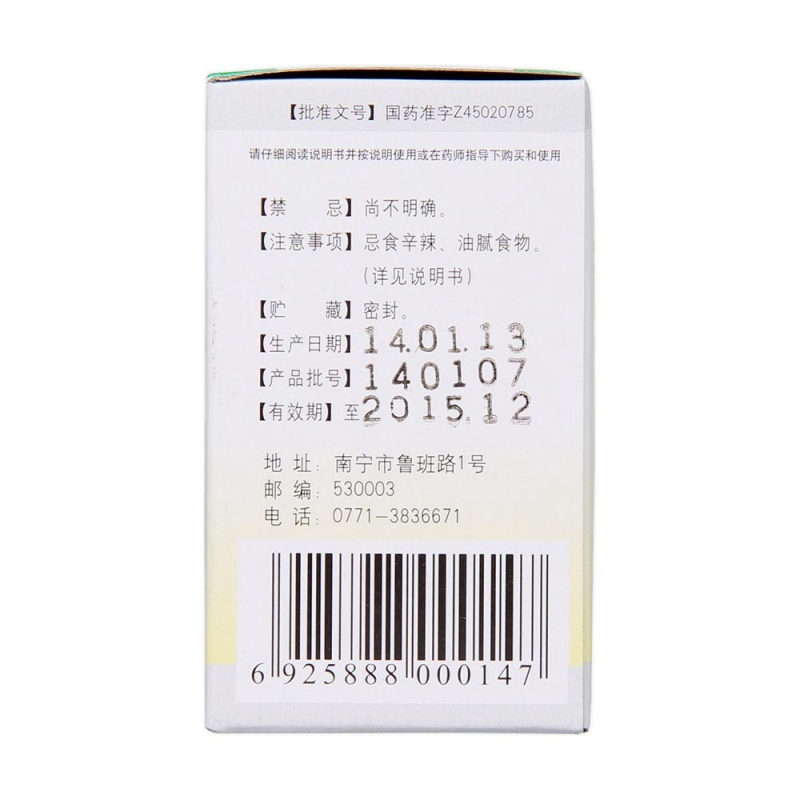 【批准文号】国药准字Z45020785
请仔细阅读说明书并按说明使用或在药师指导下购买和使用
【禁 忌】尚不明确。
【注意事项】忌食辛辣、油腻食物。
(详见说明书)
【贮 藏】密封。
【生产日期】14.01.13
【产品批号】140107
【有效期】至2015.12
地 址：南宁市鲁班路1号
邮 编：530003
电 话：0771-3836671
6 925888 000147